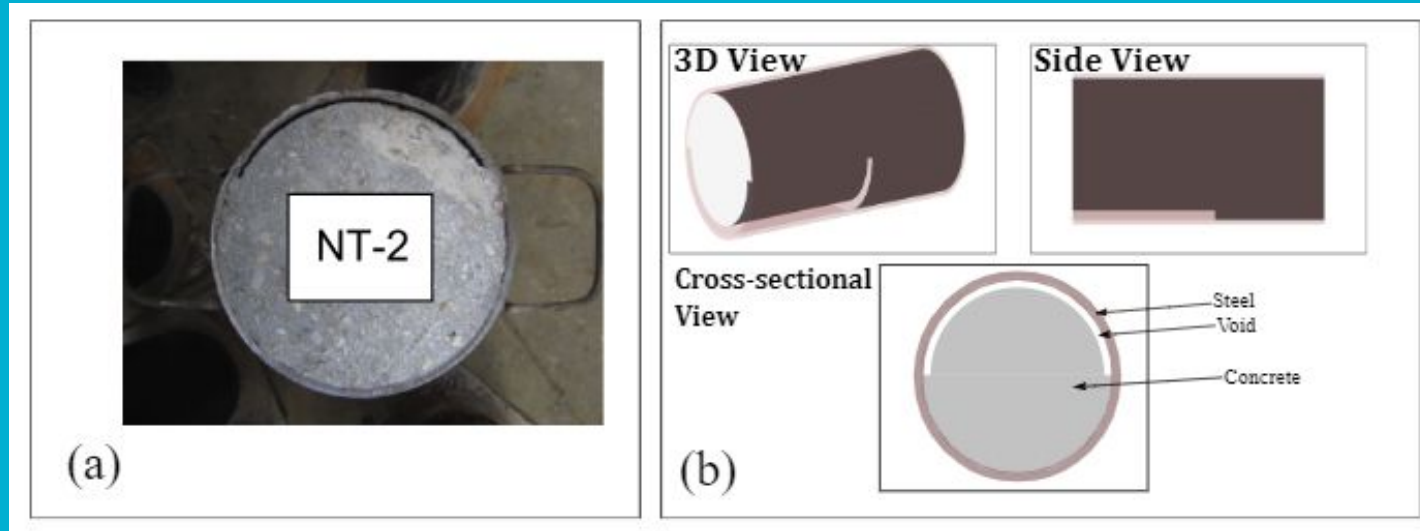 NT-2
(a)
3D View
Side View
Cross-sectional
View
Steel
Void
Concrete
(b)